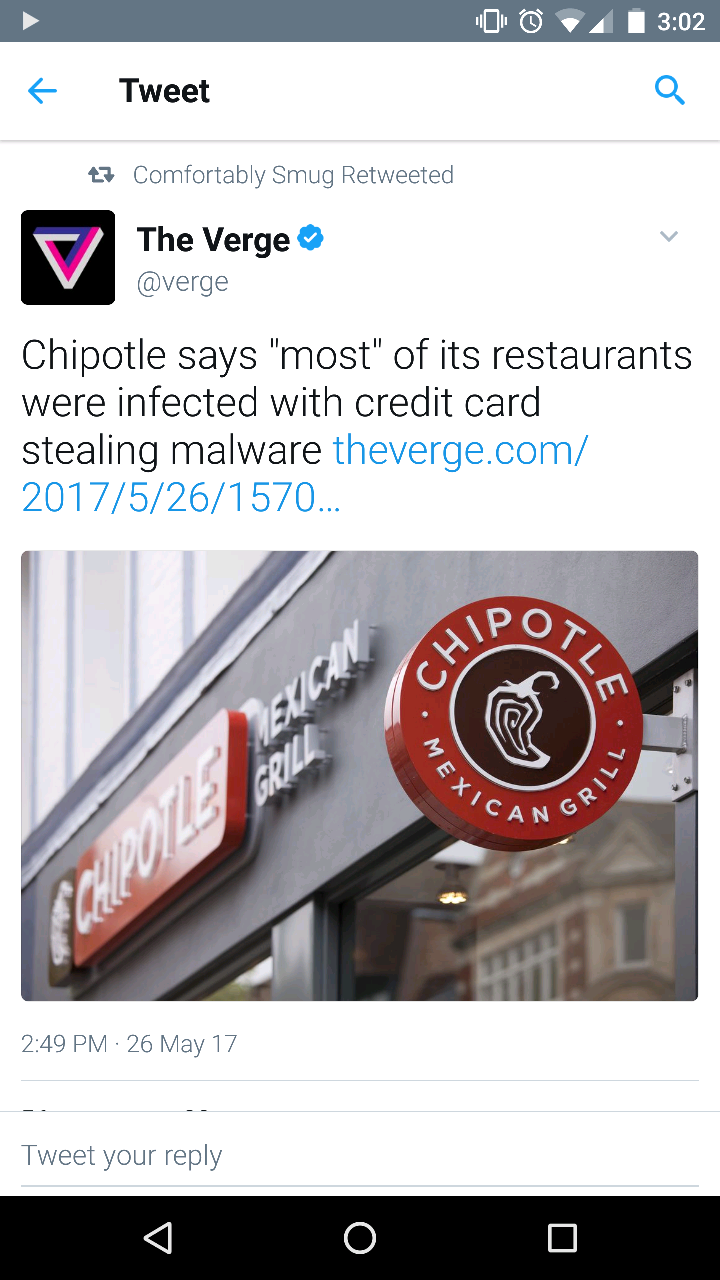 3:02
Tweet
Comfortably Smug Retweeted
The Verge
@verge
Chipotle says "most" of its restaurants
were infected with credit card
stealing malware theverge.com/
2017/5/26/1570...
CHIPOTLE
MEXICAN
GRILL
CHIPOTLE
MEXICAN GRILL
2:49 PM · 26 May 17
Tweet your reply